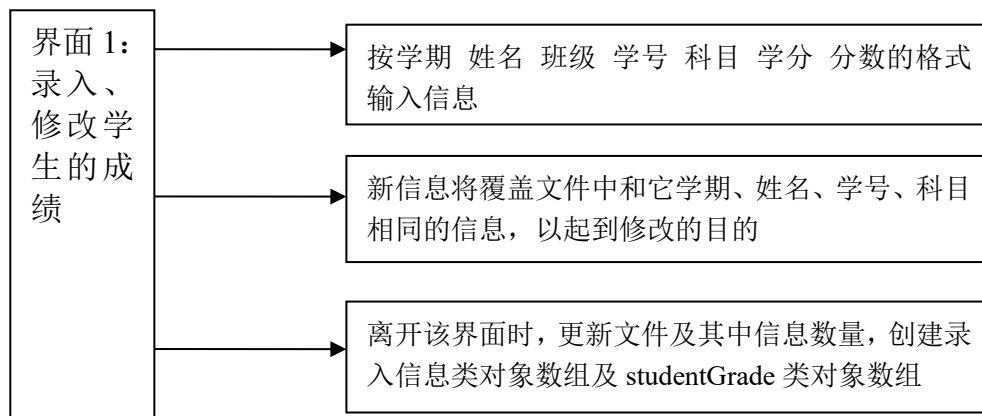 界面 1：
录入、
修改学
生的成
绩
按学期 姓名 班级 学号 科目 学分 分数的格式
输入信息
新信息将覆盖文件中和它学期、姓名、学号、科目
相同的信息，以起到修改的目的
离开该界面时，更新文件及其中信息数量，创建录
入信息类对象数组及 studentGrade 类对象数组